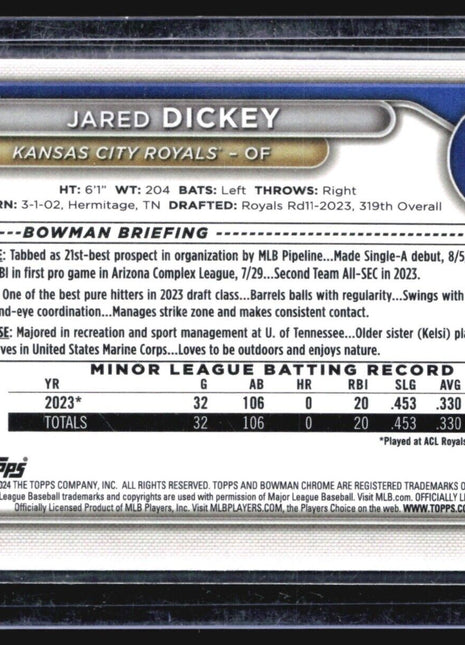 JARED DICKEY
KANSAS CITY ROYALS™ – OF
HT: 6'1" WT: 204 BATS: Left THROWS: Right
RN: 3-1-02, Hermitage, TN DRAFTED: Royals Rd11-2023, 319th Overall
BOWMAN BRIEFING
E: Tabbed as 21st-best prospect in organization by MLB Pipeline...Made Single-A debut, 8/5
BI in first pro game in Arizona Complex League, 7/29...Second Team All-SEC in 2023.
One of the best pure hitters in 2023 draft class...Barrels balls with regularity...Swings with
nd-eye coordination...Manages strike zone and makes consistent contact.
SE: Majored in recreation and sport management at U. of Tennessee...Older sister (Kelsi) pla
ves in United States Marine Corps...Loves to be outdoors and enjoys nature.
MINOR LEAGUE BATTING RECORD
YR G AB HR RBI SLG AVG
2023* 32 106 0 20 .453 .330
TOTALS 32 106 0 20 .453 .330
*Played at ACL Royals
pps
024 THE TOPPS COMPANY, INC. ALL RIGHTS RESERVED. TOPPS AND BOWMAN CHROME ARE REGISTERED TRADEMARKS O
League Baseball trademarks and copyrights are used with permission of Major League Baseball. Visit MLB.com. OFFICIALLY LI
Officially Licensed Product of MLB Players, Inc. Visit MLBPLAYERS.com, the Players Choice on the web. WWW.TOPPS.CO